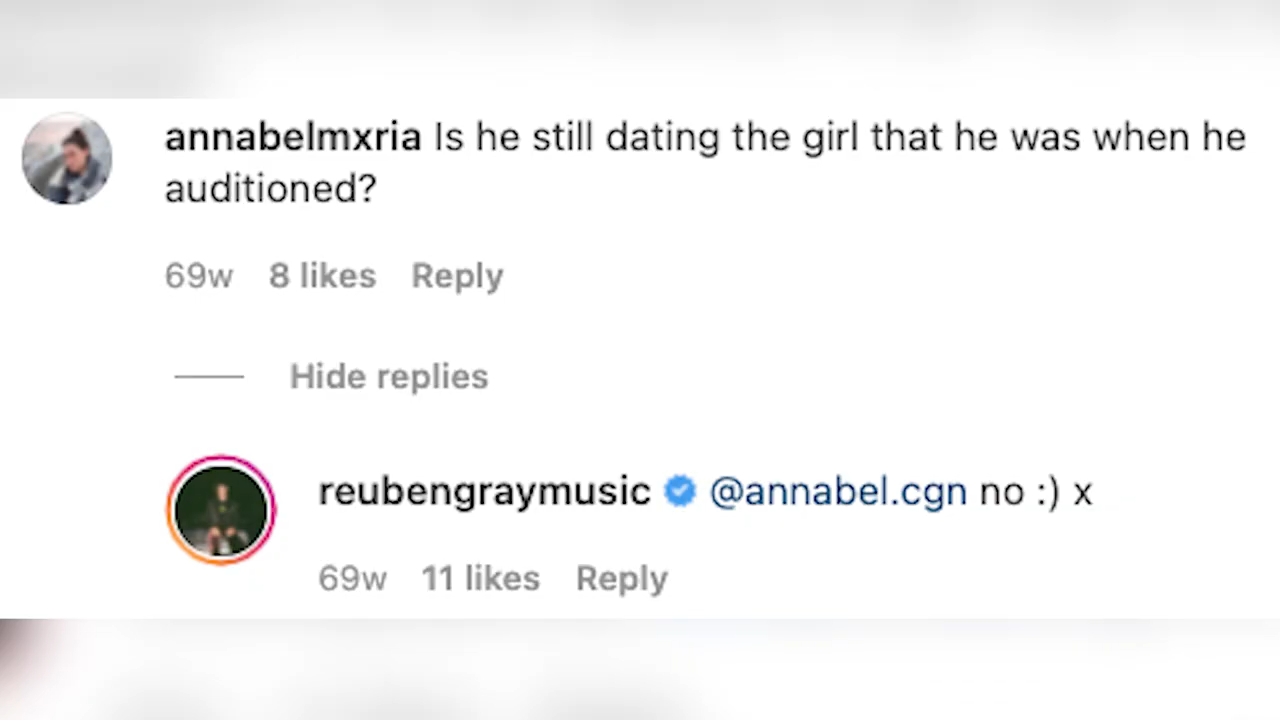 annabelmxria Is he still dating the girl that he was when he
auditioned?
69w 8 likes Reply
Hide replies
reubengraymusic @annabel.cgn no :) x
69w 11 likes Reply